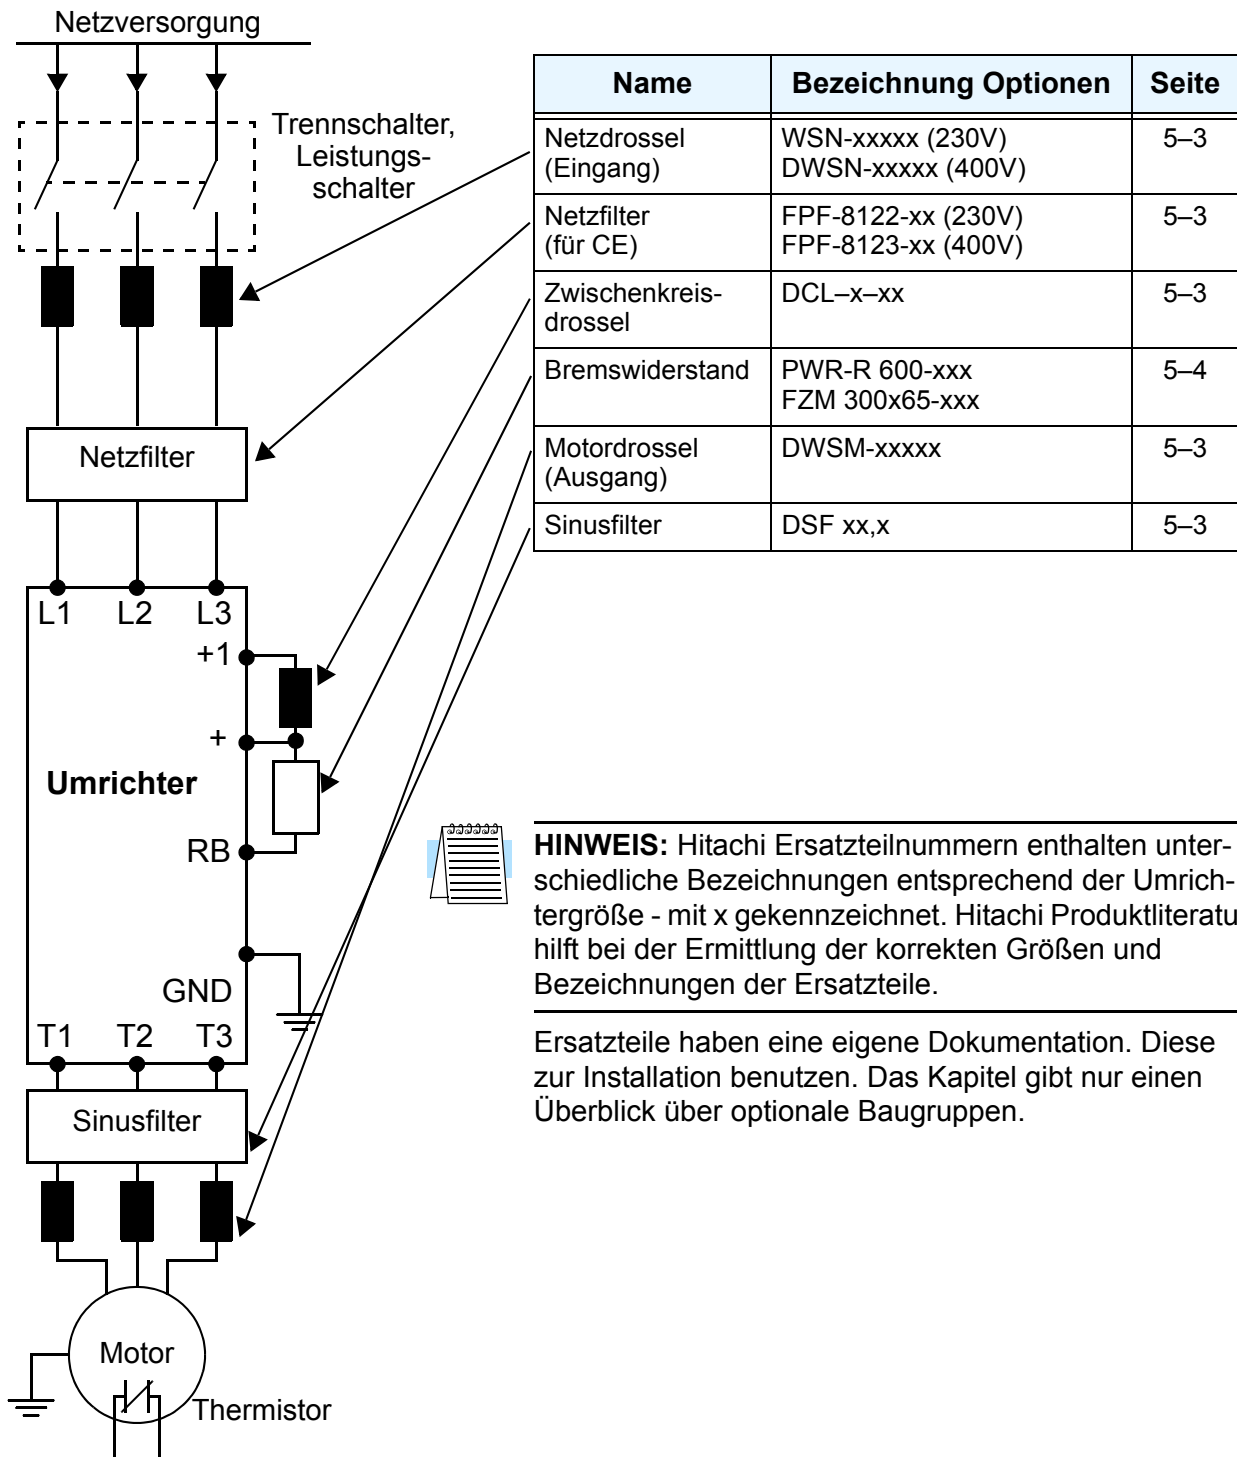 Netzversorgung
Trennschalter,
Leistungs-
schalter
Name Bezeichnung Optionen Seite
Netzdrossel WSN-xxxxx (230V) 5–3
(Eingang) DWSN-xxxxx (400V)
Netzfilter FPF-8122-xx (230V) 5–3
(für CE) FPF-8123-xx (400V)
Zwischenkreis- DCL–x–xx 5–3
drossel
Bremswiderstand PWR-R 600-xxx 5–4
FZM 300x65-xxx
Motordrossel DWSM-xxxxx 5–3
(Ausgang)
Sinusfilter DSF xx,x 5–3
Netzfilter
L1 L2 L3
+1
+
Umrichter
RB
GND
T1 T2 T3
Sinusfilter
Motor
Thermistor
HINWEIS: Hitachi Ersatzteilnummern enthalten unter-
schiedliche Bezeichnungen entsprechend der Umrich-
tergröße - mit x gekennzeichnet. Hitachi Produktliteratu
hilft bei der Ermittlung der korrekten Größen und
Bezeichnungen der Ersatzteile.
Ersatzteile haben eine eigene Dokumentation. Diese
zur Installation benutzen. Das Kapitel gibt nur einen
Überblick über optionale Baugruppen.